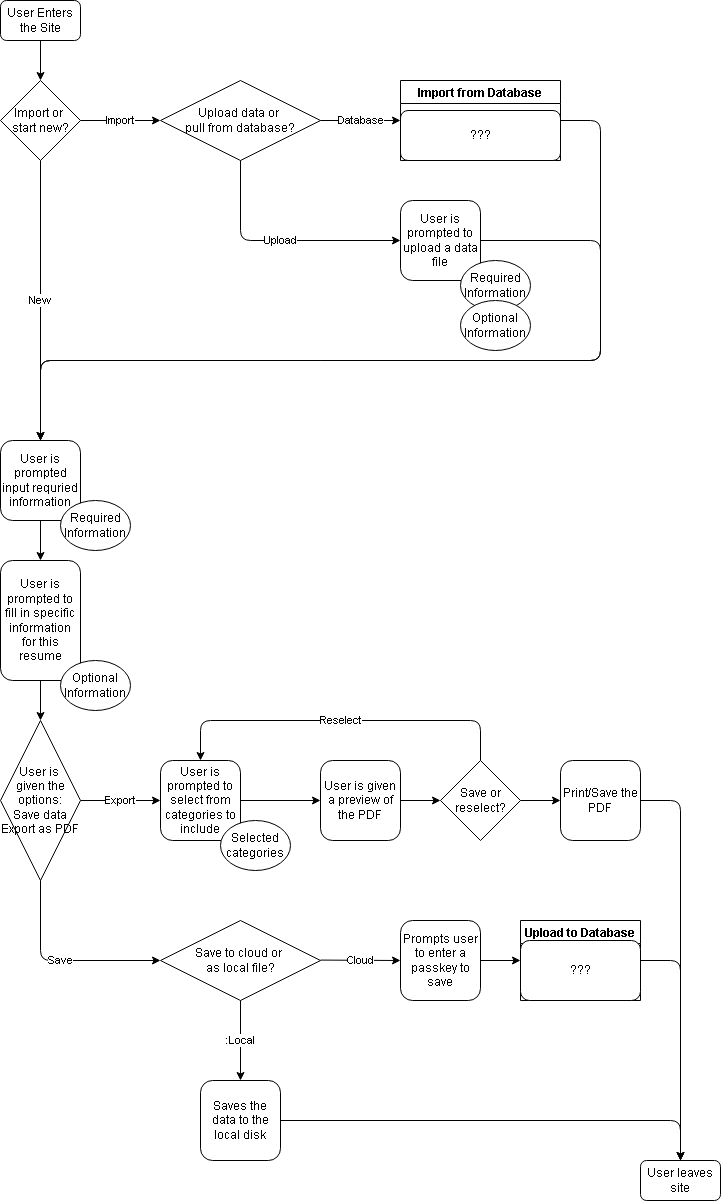 User Enters
the Site
Import or
start new?
Import
Upload data or
pull from database?
Database
Import from Database
???
Upload
User is
prompted to
upload a data
file
Required
Information
Optional
Information
New
User is
prompted
input requried
information
Required
Information
User is
prompted to
fill in specific
information
for this
resume
Optional
Information
User is
given the
options:
Save data
Export as PDF
Export
Reselect
User is
prompted to
select from
categories to
include
Selected
categories
User is given
a preview of
the PDF
Save or
reselect?
Print/Save the
PDF
Save
Save to cloud or
as local file?
Cloud
Prompts user
to enter a
passkey to
save
Upload to Database
???
:Local
Saves the
data to the
local disk
User leaves
site